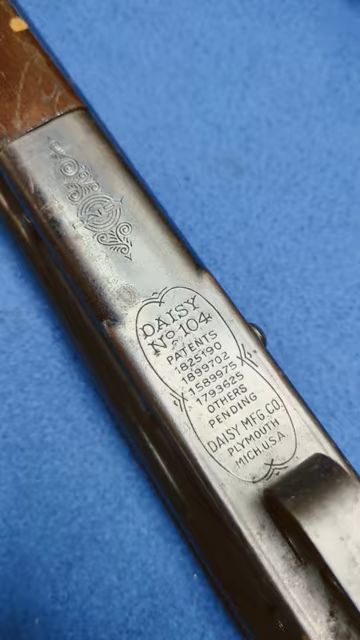 DAISY
No 104
PATENTS
1825190
1899702
1589975
1793625
OTHERS
PENDING
DAISY MFG. CO
PLYMOUTH
MICH. U.S.A